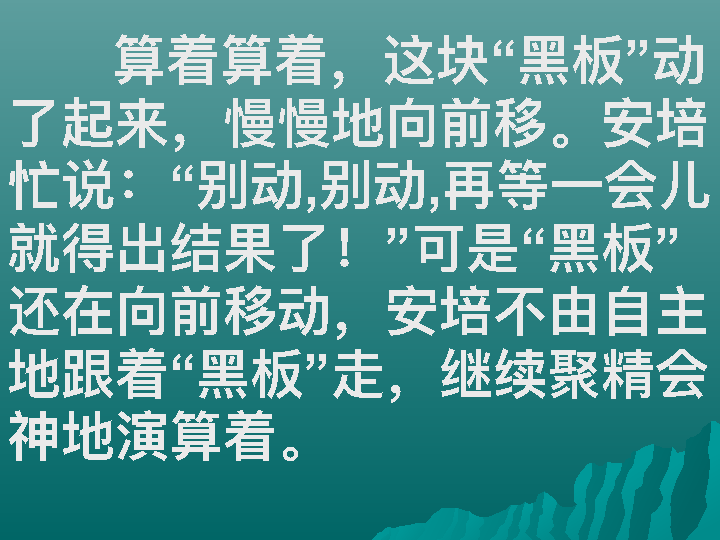 算着算着，这块“黑板”动
了起来，慢慢地向前移。安培
忙说：“别动,别动,再等一会儿
就得出结果了！”可是“黑板”
还在向前移动，安培不由自主
地跟着“黑板”走，继续聚精会
神地演算着。